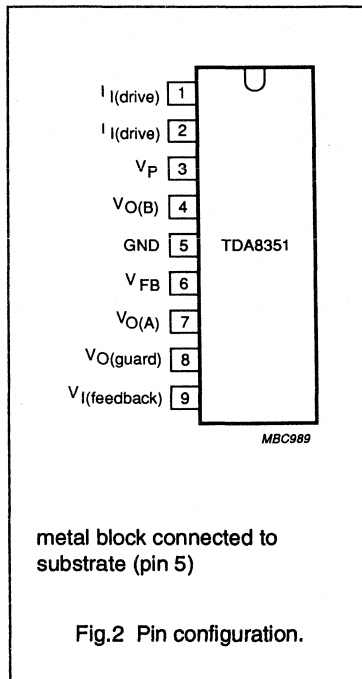 I I(drive) 1
I I(drive) 2
VP 3
VO(B) 4
GND 5 TDA8351
VFB 6
VO(A) 7
VO(guard) 8
VI(feedback) 9
MBC989
metal block connected to
substrate (pin 5)
Fig.2 Pin configuration.